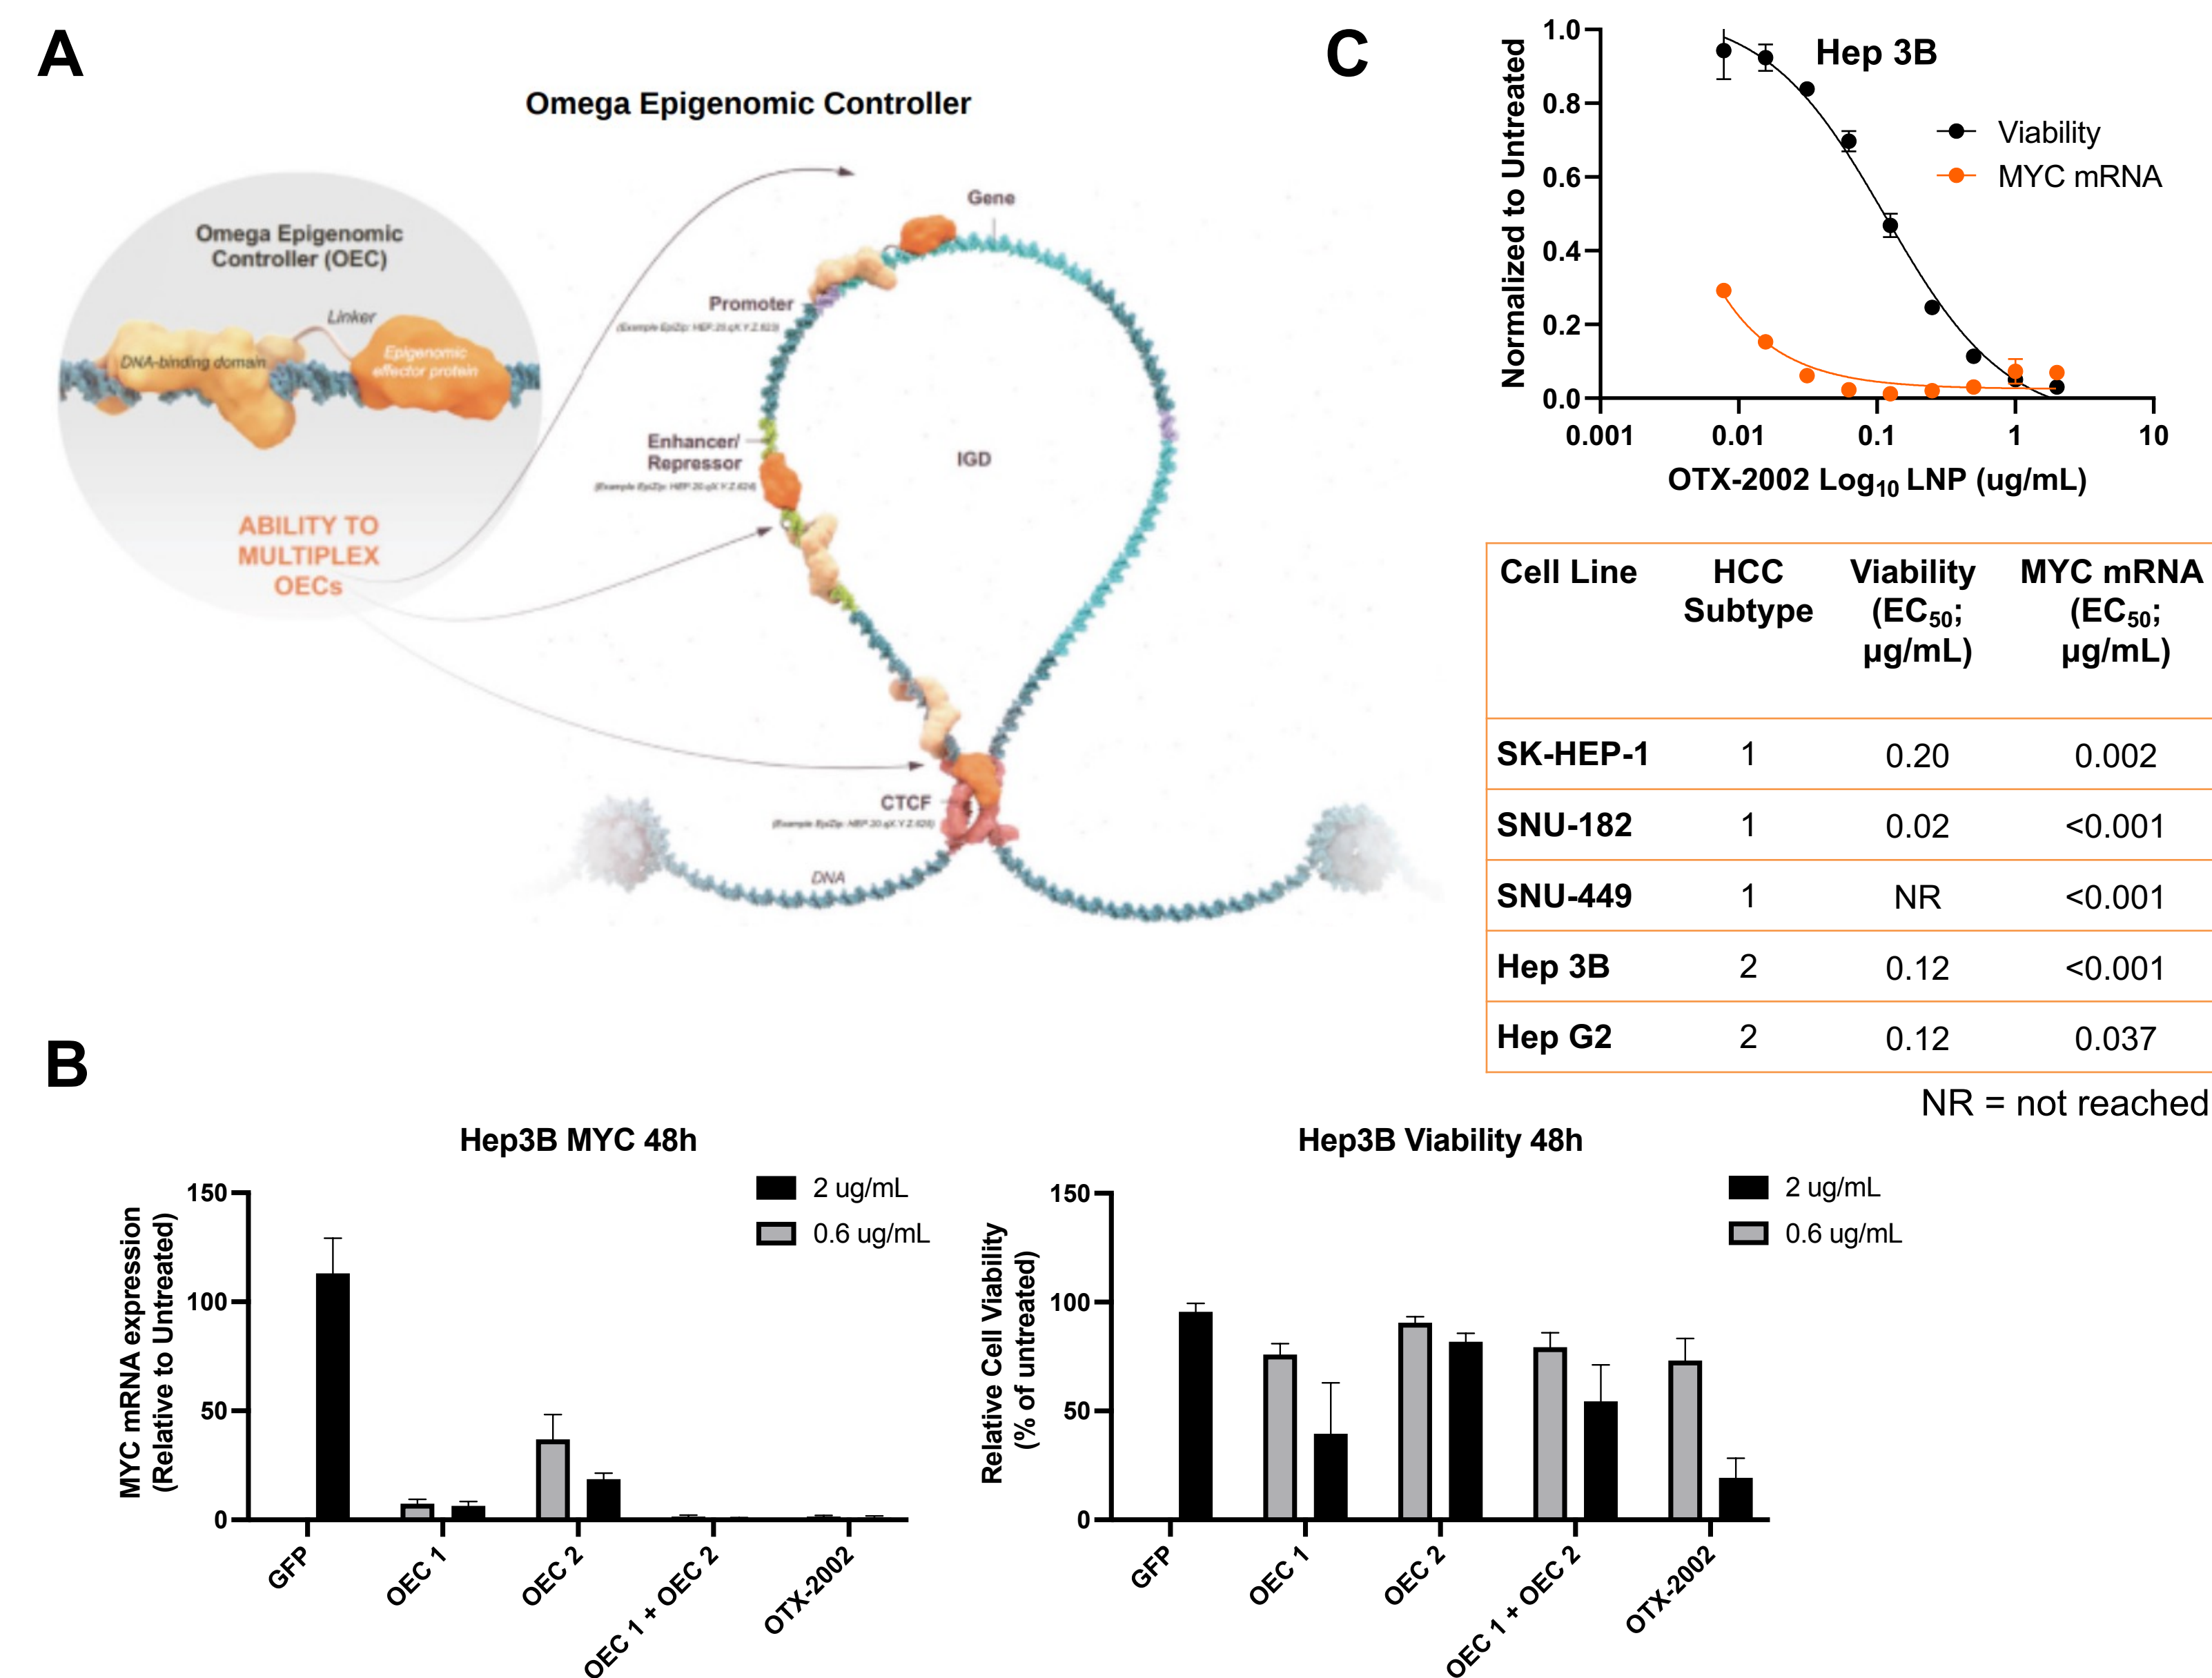 A
Omega Epigenomic Controller
Omega Epigenomic
Controller (OEC)
Linker
DNA-binding domain
Epigenomic
effector protein
ABILITY TO
MULTIPLEX
OECs
Gene
Promoter
Enhancer/
Repressor
IGD
CTCF
DNA
C
Hep 3B
Normalized to Untreated
1.0
0.8
0.6
0.4
0.2
0.0
Viability
MYC mRNA
0.001 0.01 0.1 1 10
OTX-2002 Log10 LNP (ug/mL)
Cell Line HCC Subtype Viability (EC50; µg/mL) MYC mRNA (EC50; µg/mL)
SK-HEP-1 1 0.20 0.002
SNU-182 1 0.02 <0.001
SNU-449 1 NR <0.001
Hep 3B 2 0.12 <0.001
Hep G2 2 0.12 0.037
NR = not reached
B
Hep3B MYC 48h
MYC mRNA expression
(Relative to Untreated)
150
100
50
0
2 ug/mL
0.6 ug/mL
GFP
OEC 1
OEC 2
OEC 1 + OEC 2
OTX-2002
Hep3B Viability 48h
Relative Cell Viability
(% of untreated)
150
100
50
0
2 ug/mL
0.6 ug/mL
GFP
OEC 1
OEC 2
OEC 1 + OEC 2
OTX-2002